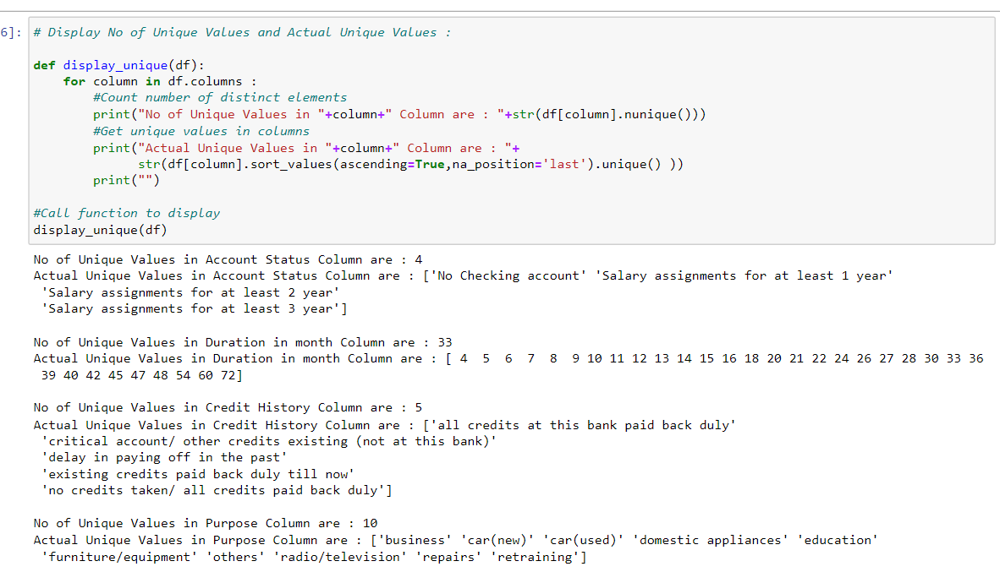 6]: # Display No of Unique Values and Actual Unique Values :
def display_unique(df):
for column in df.columns :
#Count number of distinct elements
print("No of Unique Values in "+column+" Column are : "+str(df[column].nunique()))
#Get unique values in columns
print("Actual Unique Values in "+column+" Column are : "+
str(df[column].sort_values(ascending=True,na_position='last').unique() ))
print("")
#Call function to display
display_unique(df)
No of Unique Values in Account Status Column are : 4
Actual Unique Values in Account Status Column are : ['No Checking account' 'Salary assignments for at least 1 year'
'Salary assignments for at least 2 year'
'Salary assignments for at least 3 year']
No of Unique Values in Duration in month Column are : 33
Actual Unique Values in Duration in month Column are : [ 4  5  6  7  8  9 10 11 12 13 14 15 16 18 20 21 22 24 26 27 28 30 33 36
39 40 42 45 47 48 54 60 72]
No of Unique Values in Credit History Column are : 5
Actual Unique Values in Credit History Column are : ['all credits at this bank paid back duly'
'critical account/ other credits existing (not at this bank)'
'delay in paying off in the past'
'existing credits paid back duly till now'
'no credits taken/ all credits paid back duly']
No of Unique Values in Purpose Column are : 10
Actual Unique Values in Purpose Column are : ['business' 'car(new)' 'car(used)' 'domestic appliances' 'education'
'furniture/equipment' 'others' 'radio/television' 'repairs' 'retraining']